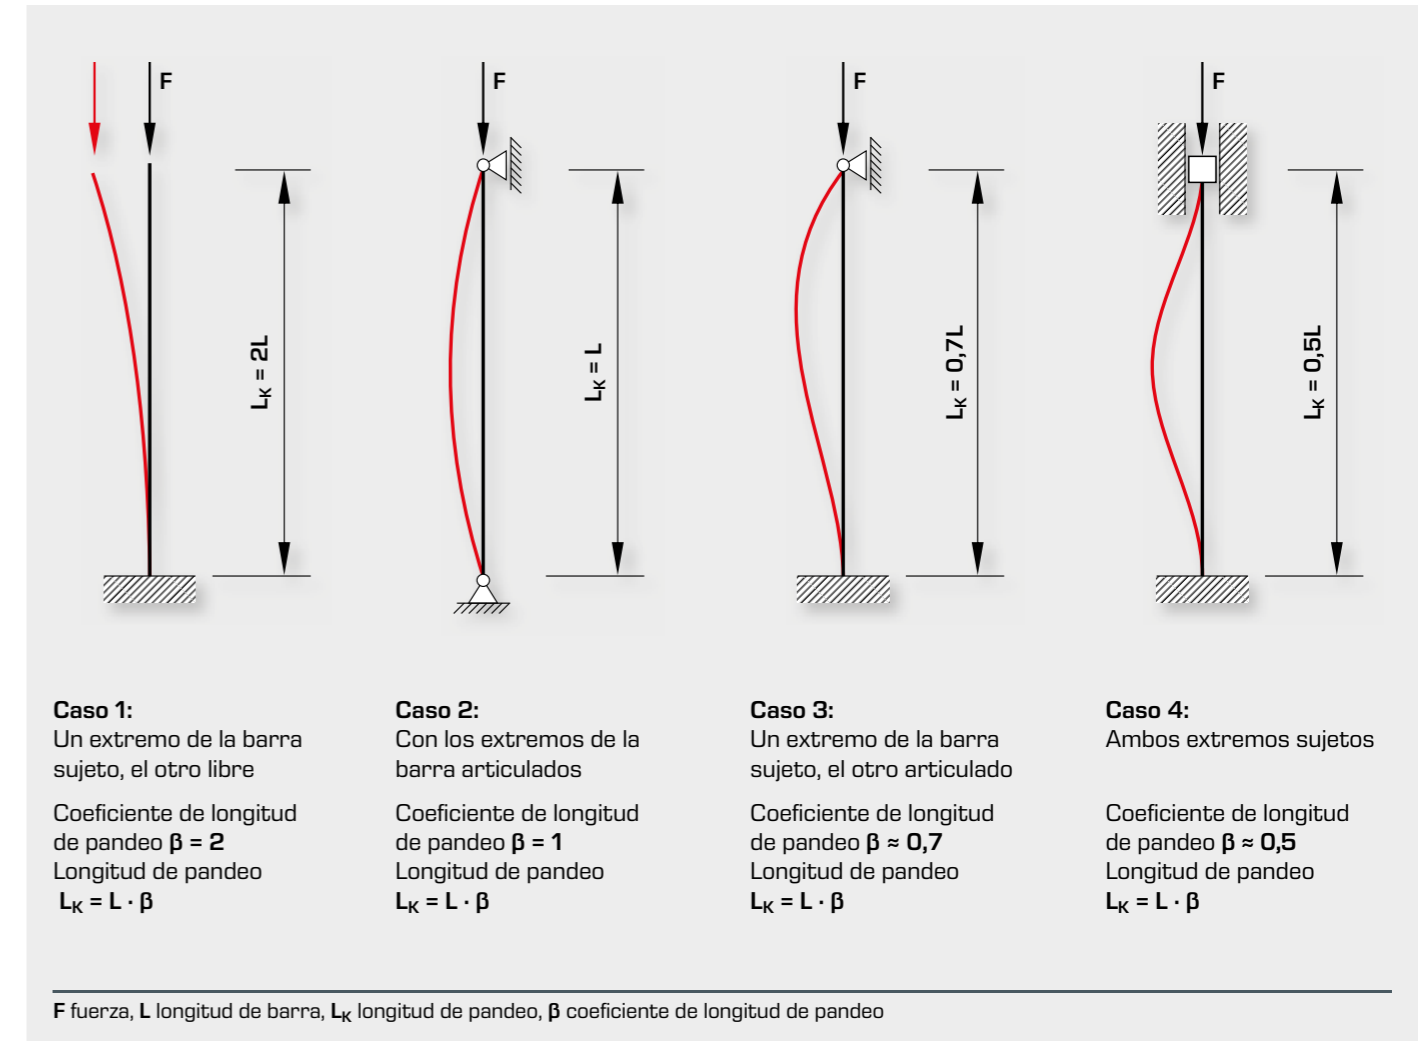 F
F
F
F
L_K = 2L
L_K = L
L_K = 0,7L
L_K = 0,5L
Caso 1:
Un extremo de la barra
sujeto, el otro libre
Coeficiente de longitud
de pandeo β = 2
Longitud de pandeo
L_K = L · β
Caso 2:
Con los extremos de la
barra articulados
Coeficiente de longitud
de pandeo β = 1
Longitud de pandeo
L_K = L · β
Caso 3:
Un extremo de la barra
sujeto, el otro articulado
Coeficiente de longitud
de pandeo β ≈ 0,7
Longitud de pandeo
L_K = L · β
Caso 4:
Ambos extremos sujetos
Coeficiente de longitud
de pandeo β ≈ 0,5
Longitud de pandeo
L_K = L · β
F fuerza, L longitud de barra, L_K longitud de pandeo, β coeficiente de longitud de pandeo